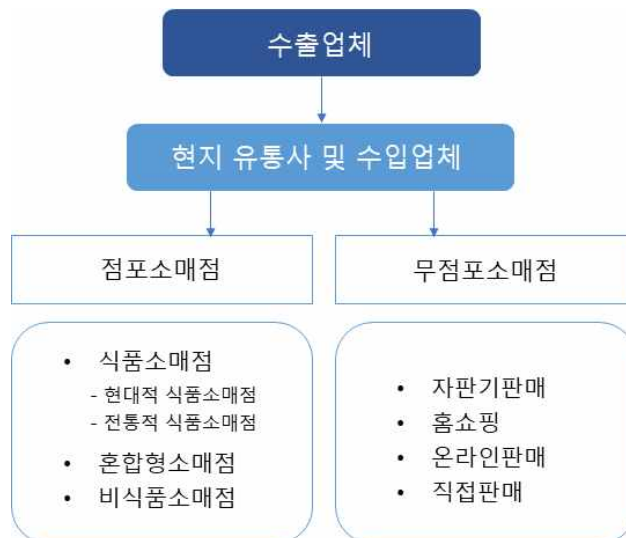 수출업체
현지 유통사 및 수입업체
점포소매점
무점포소매점
• 식품소매점
- 현대적 식품소매점
- 전통적 식품소매점
• 혼합형소매점
• 비식품소매점
• 자판기판매
• 홈쇼핑
• 온라인판매
• 직접판매